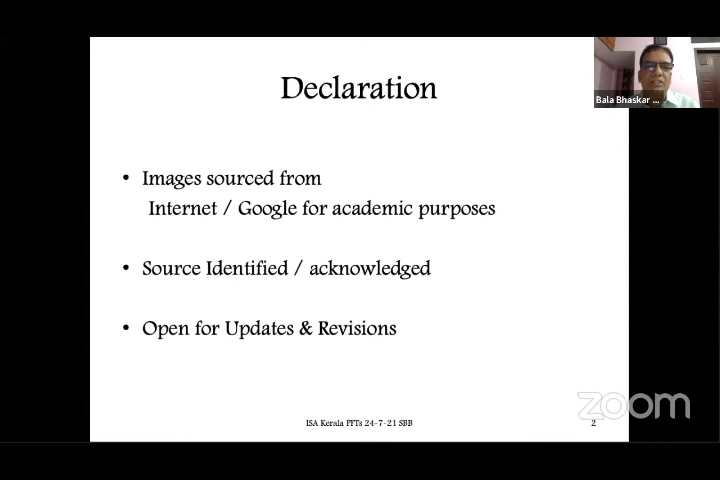 Declaration
Bala Bhaskar ...
• Images sourced from
Internet / Google for academic purposes
• Source Identified / acknowledged
• Open for Updates & Revisions
zoom
ISA Kerala PFTs 24-7-21 SBB
2